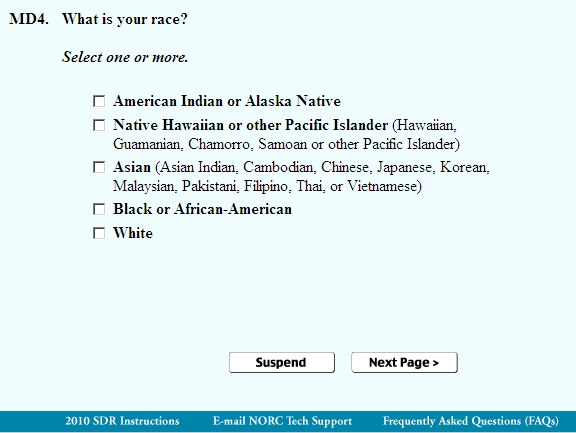 MD4. What is your race?
Select one or more.
American Indian or Alaska Native
Native Hawaiian or other Pacific Islander (Hawaiian,
Guamanian, Chamorro, Samoan or other Pacific Islander)
Asian (Asian Indian, Cambodian, Chinese, Japanese, Korean,
Malaysian, Pakistani, Filipino, Thai, or Vietnamese)
Black or African-American
White
Suspend Next Page >
2010 SDR Instructions E-mail NORC Tech Support Frequently Asked Questions (FAQs)